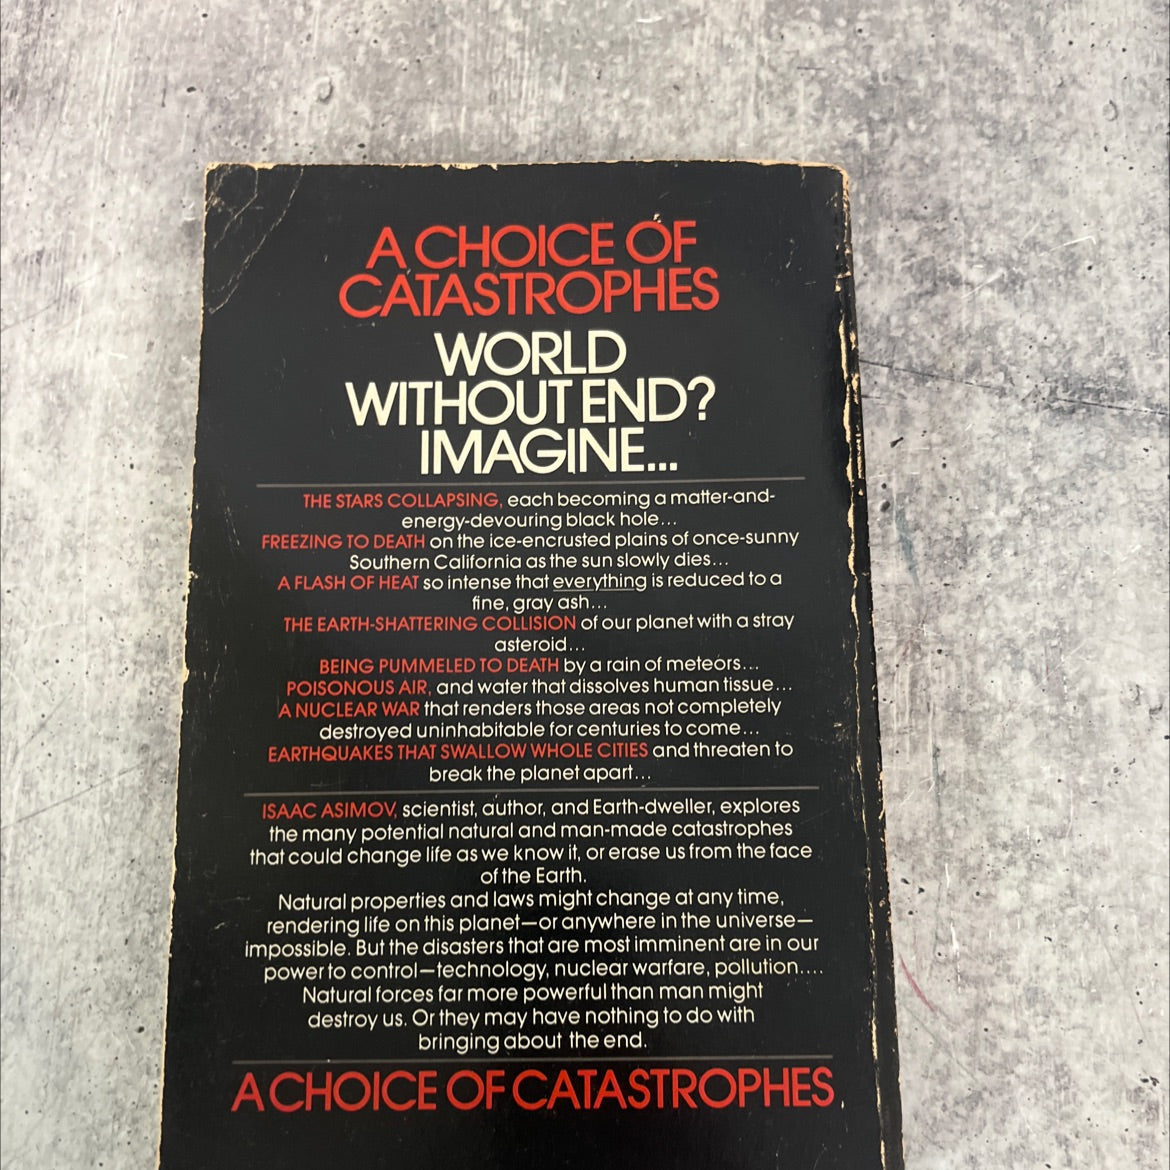 A CHOICE OF
CATASTROPHES
WORLD
WITHOUT END?
IMAGINE...
THE STARS COLLAPSING, each becoming a matter-and-
energy-devouring black hole...
FREEZING TO DEATH on the ice-encrusted plains of once-sunny
Southern California as the sun slowly dies...
A FLASH OF HEAT so intense that everything is reduced to a
fine, gray ash...
THE EARTH-SHATTERING COLLISION of our planet with a stray
asteroid...
BEING PUMMELED TO DEATH by a rain of meteors...
POISONOUS AIR, and water that dissolves human tissue...
A NUCLEAR WAR that renders those areas not completely
destroyed uninhabitable for centuries to come...
EARTHQUAKES THAT SWALLOW WHOLE CITIES and threaten to
break the planet apart...
ISAAC ASIMOV, scientist, author, and Earth-dweller, explores
the many potential natural and man-made catastrophes
that could change life as we know it, or erase us from the face
of the Earth.
Natural properties and laws might change at any time,
rendering life on this planet—or anywhere in the universe—
impossible. But the disasters that are most imminent are in our
power to control—technology, nuclear warfare, pollution....
Natural forces far more powerful than man might
destroy us. Or they may have nothing to do with
bringing about the end.
A CHOICE OF CATASTROPHES